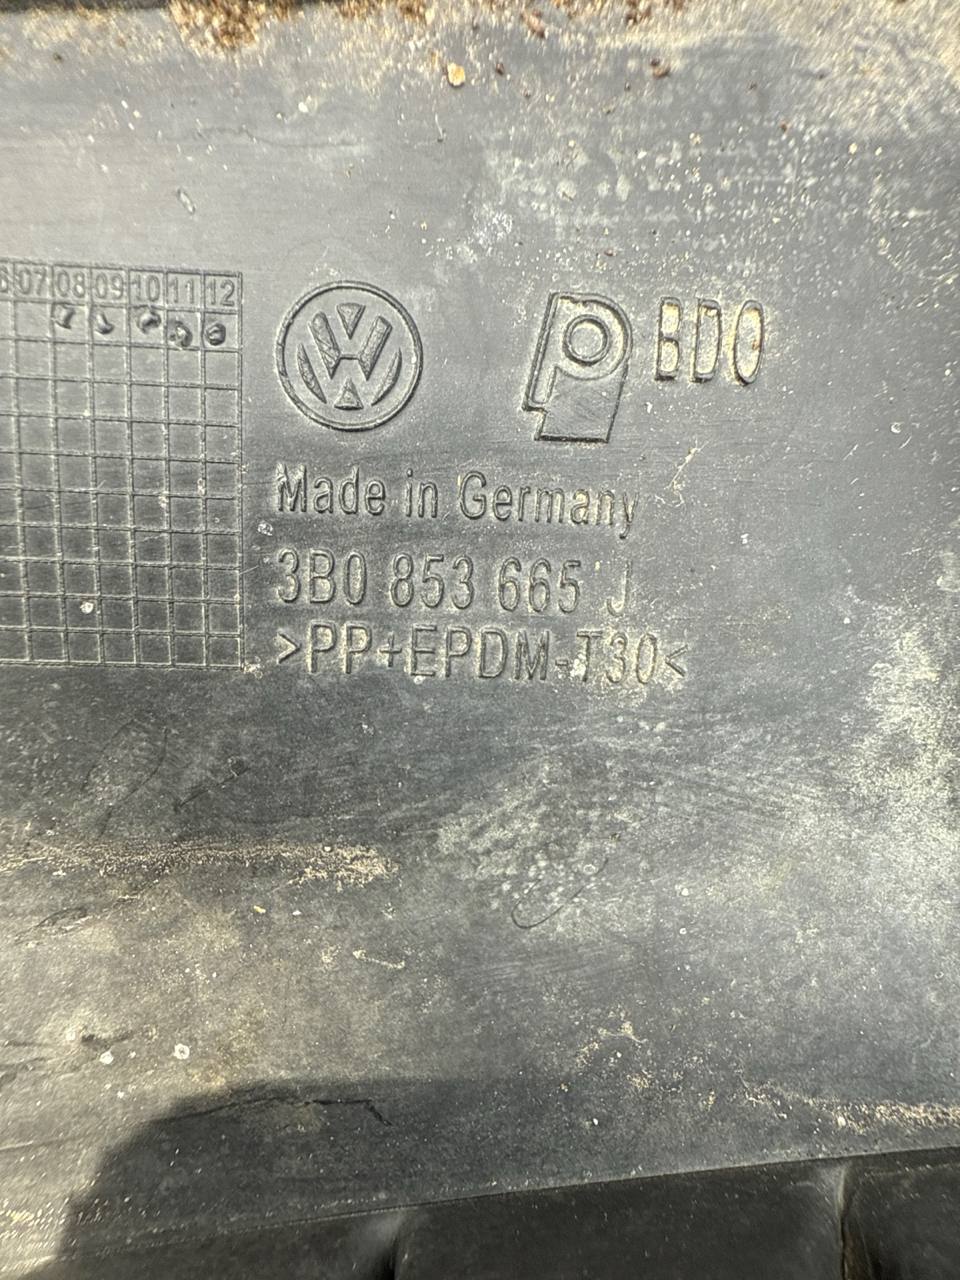 07 08 09 10 11 12
BDO
Made in Germany
3B0 853 665 J
>PP+EPDM-T30<